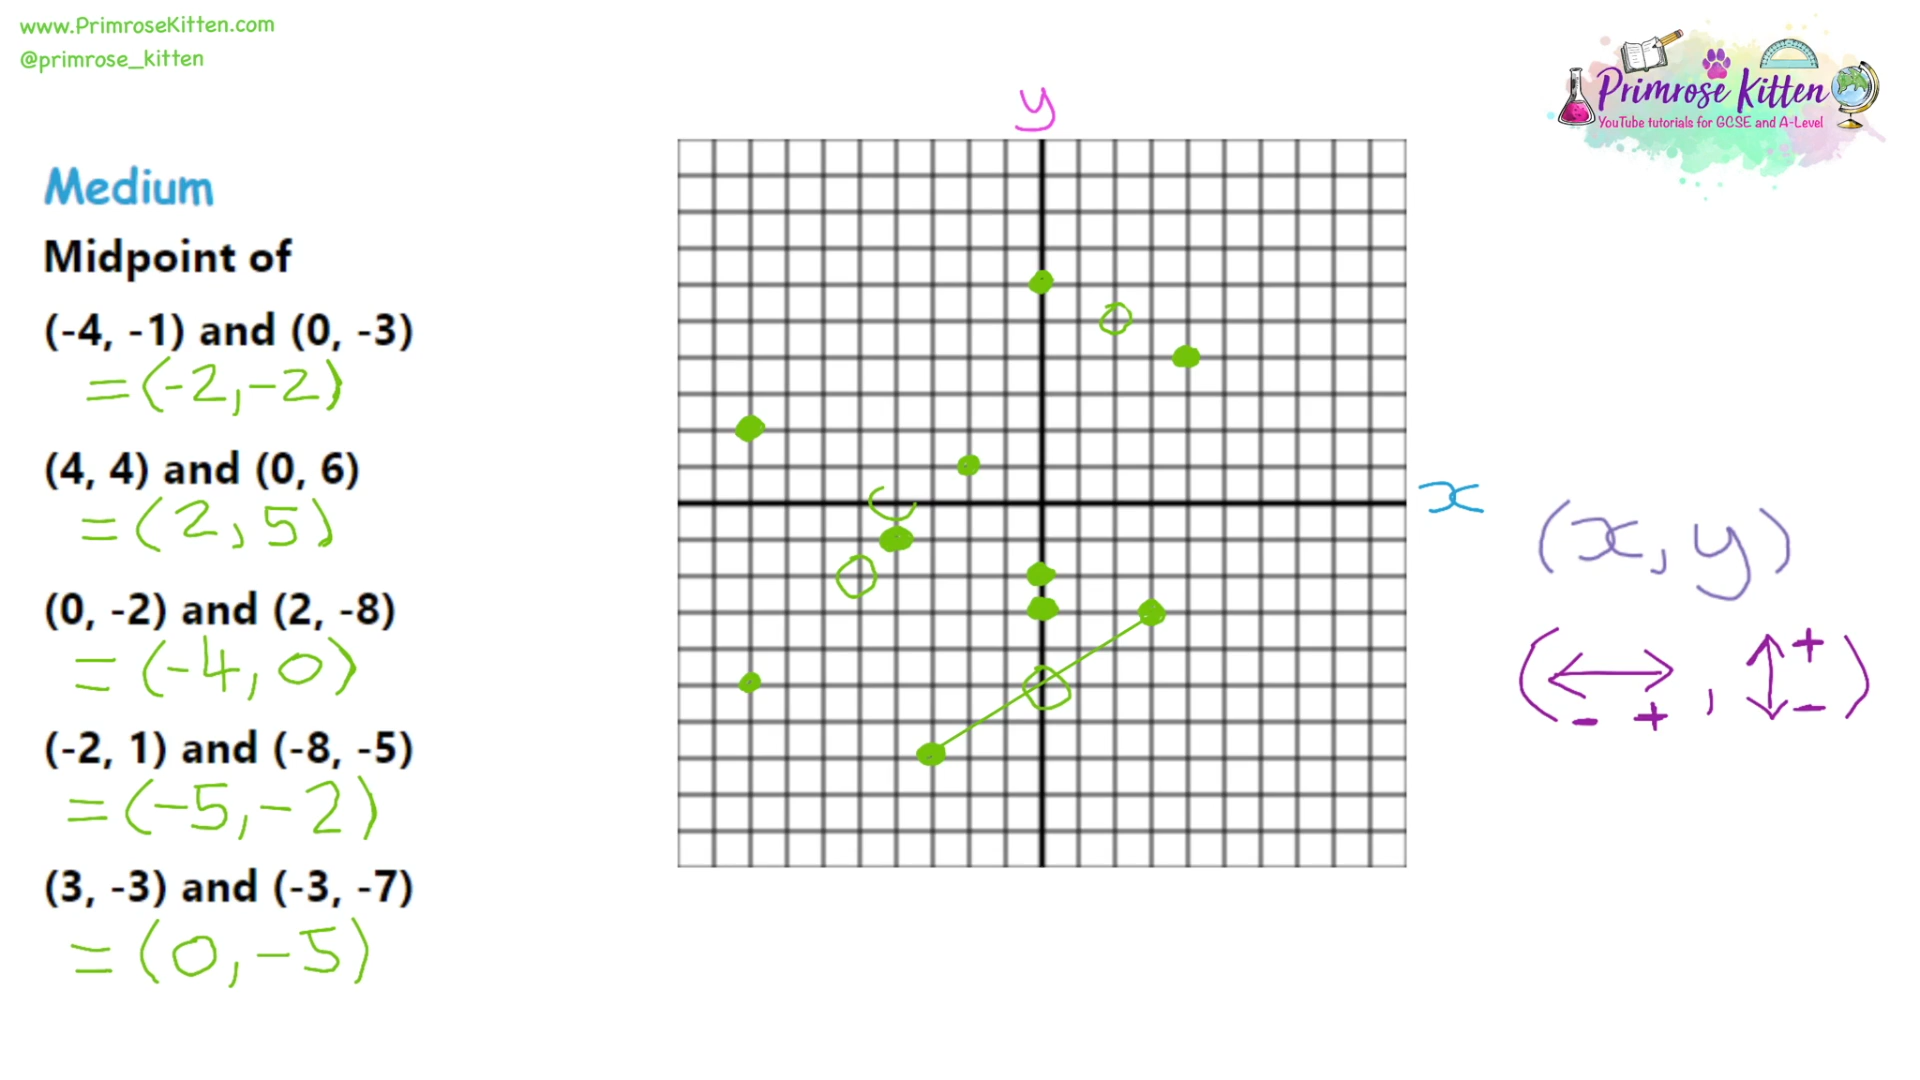 www.PrimroseKitten.com
@primrose_kitten
Primrose Kitten
YouTube tutorials for GCSE and A-Level
y
Medium
Midpoint of
(-4, -1) and (0, -3)
=(-2,-2)
(4, 4) and (0, 6)
=(2,5)
(0, -2) and (2, -8)
=(-4,0)
(-2, 1) and (-8, -5)
=(-5,-2)
(3, -3) and (-3, -7)
=(0,-5)
x
(x,y)
(↔,↕+
- + -)